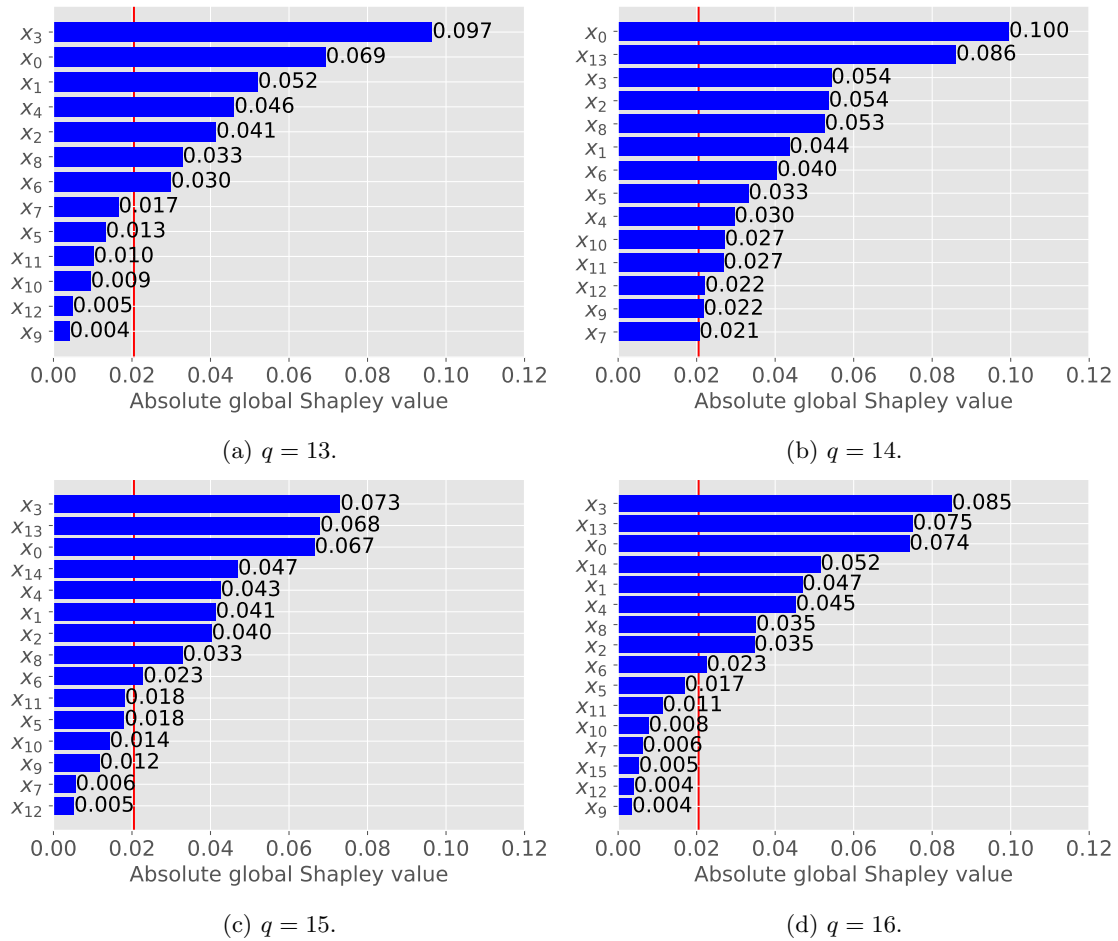 x3 0.097
x0 0.069
x1 0.052
x4 0.046
x2 0.041
x8 0.033
x6 0.030
x7 0.017
x5 0.013
x11 0.010
x10 0.009
x12 0.005
x9 0.004
0.00 0.02 0.04 0.06 0.08 0.10 0.12
Absolute global Shapley value
(a) q = 13.
x0 0.100
x13 0.086
x3 0.054
x2 0.054
x8 0.053
x1 0.044
x6 0.040
x5 0.033
x4 0.030
x10 0.027
x11 0.027
x12 0.022
x9 0.022
x7 0.021
0.00 0.02 0.04 0.06 0.08 0.10 0.12
Absolute global Shapley value
(b) q = 14.
x3 0.073
x13 0.068
x0 0.067
x14 0.047
x4 0.043
x1 0.041
x2 0.040
x8 0.033
x6 0.023
x11 0.018
x5 0.018
x10 0.014
x9 0.012
x7 0.006
x12 0.005
0.00 0.02 0.04 0.06 0.08 0.10 0.12
Absolute global Shapley value
(c) q = 15.
x3 0.085
x13 0.075
x0 0.074
x14 0.052
x1 0.047
x4 0.045
x8 0.035
x2 0.035
x6 0.023
x5 0.017
x11 0.011
x10 0.008
x7 0.006
x15 0.005
x12 0.004
x9 0.004
0.00 0.02 0.04 0.06 0.08 0.10 0.12
Absolute global Shapley value
(d) q = 16.